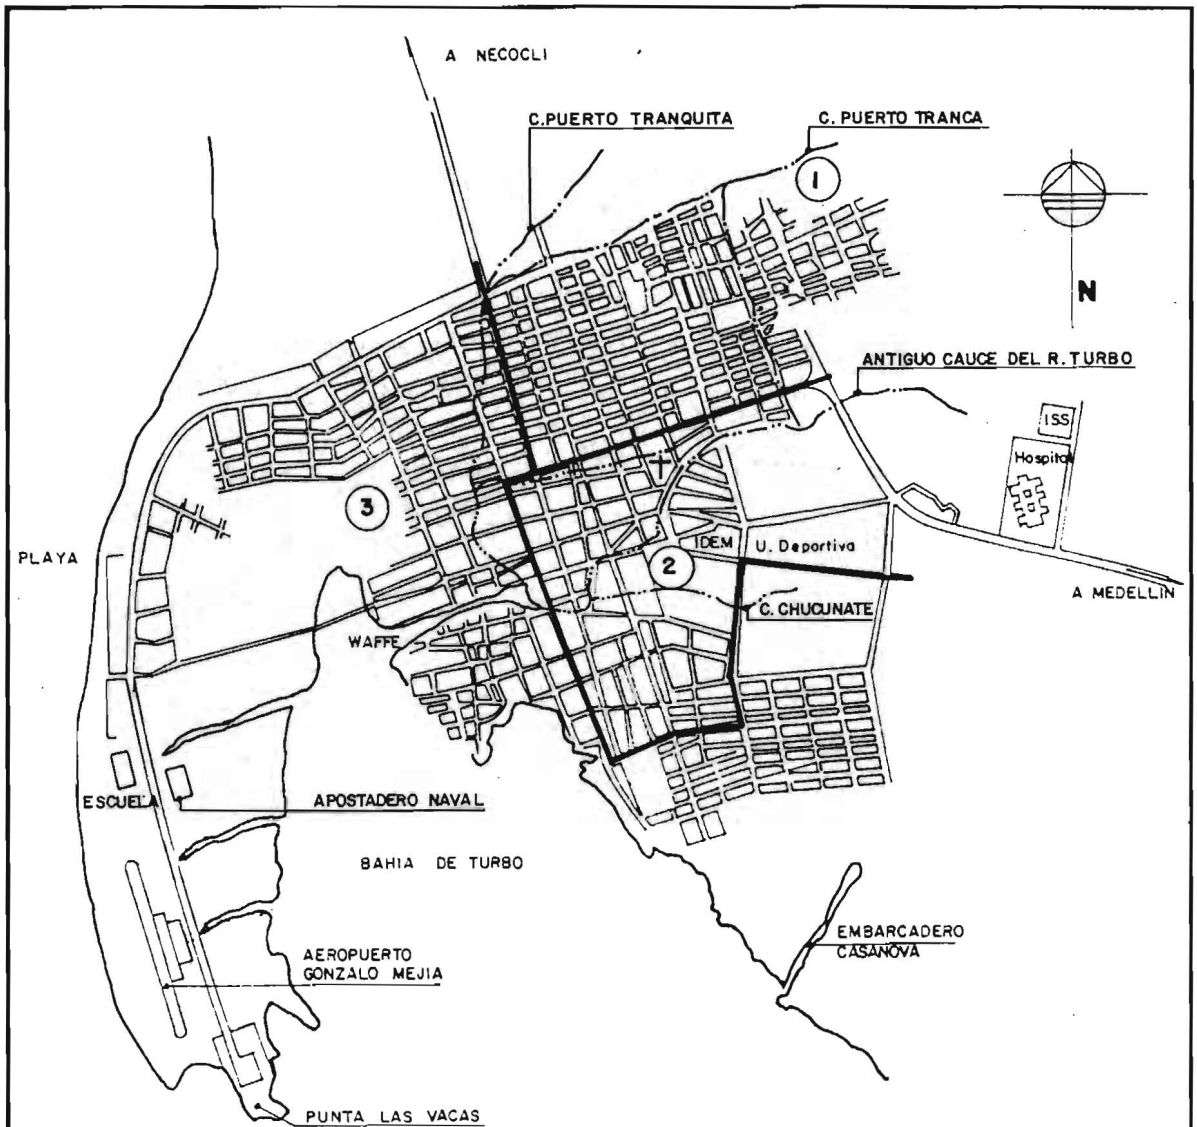 A NECOCLI
C. PUERTO TRANQUITA
C. PUERTO TRANCA
1
N
ANTIGUO CAUCE DEL R. TURBO
ISS
Hospital
3
IDEM
U. Deportiva
PLAYA
2
A MEDELLIN
C. CHUCUNATE
WAFFE
ESCUELA
APOSTADERO NAVAL
BAHIA DE TURBO
EMBARCADERO
CASANOVA
AEROPUERTO
GONZALO MEJIA
PUNTA LAS VACAS